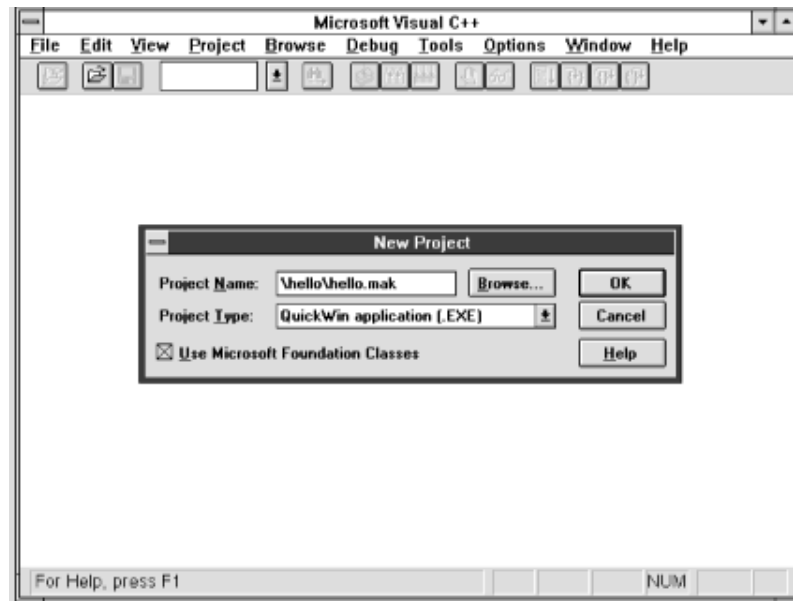 Microsoft Visual C++
File Edit View Project Browse Debug Tools Options Window Help
New Project
Project Name: \hello\hello.mak Browse... OK
Project Type: QuickWin application (.EXE) Cancel
Use Microsoft Foundation Classes Help
For Help, press F1 NUM